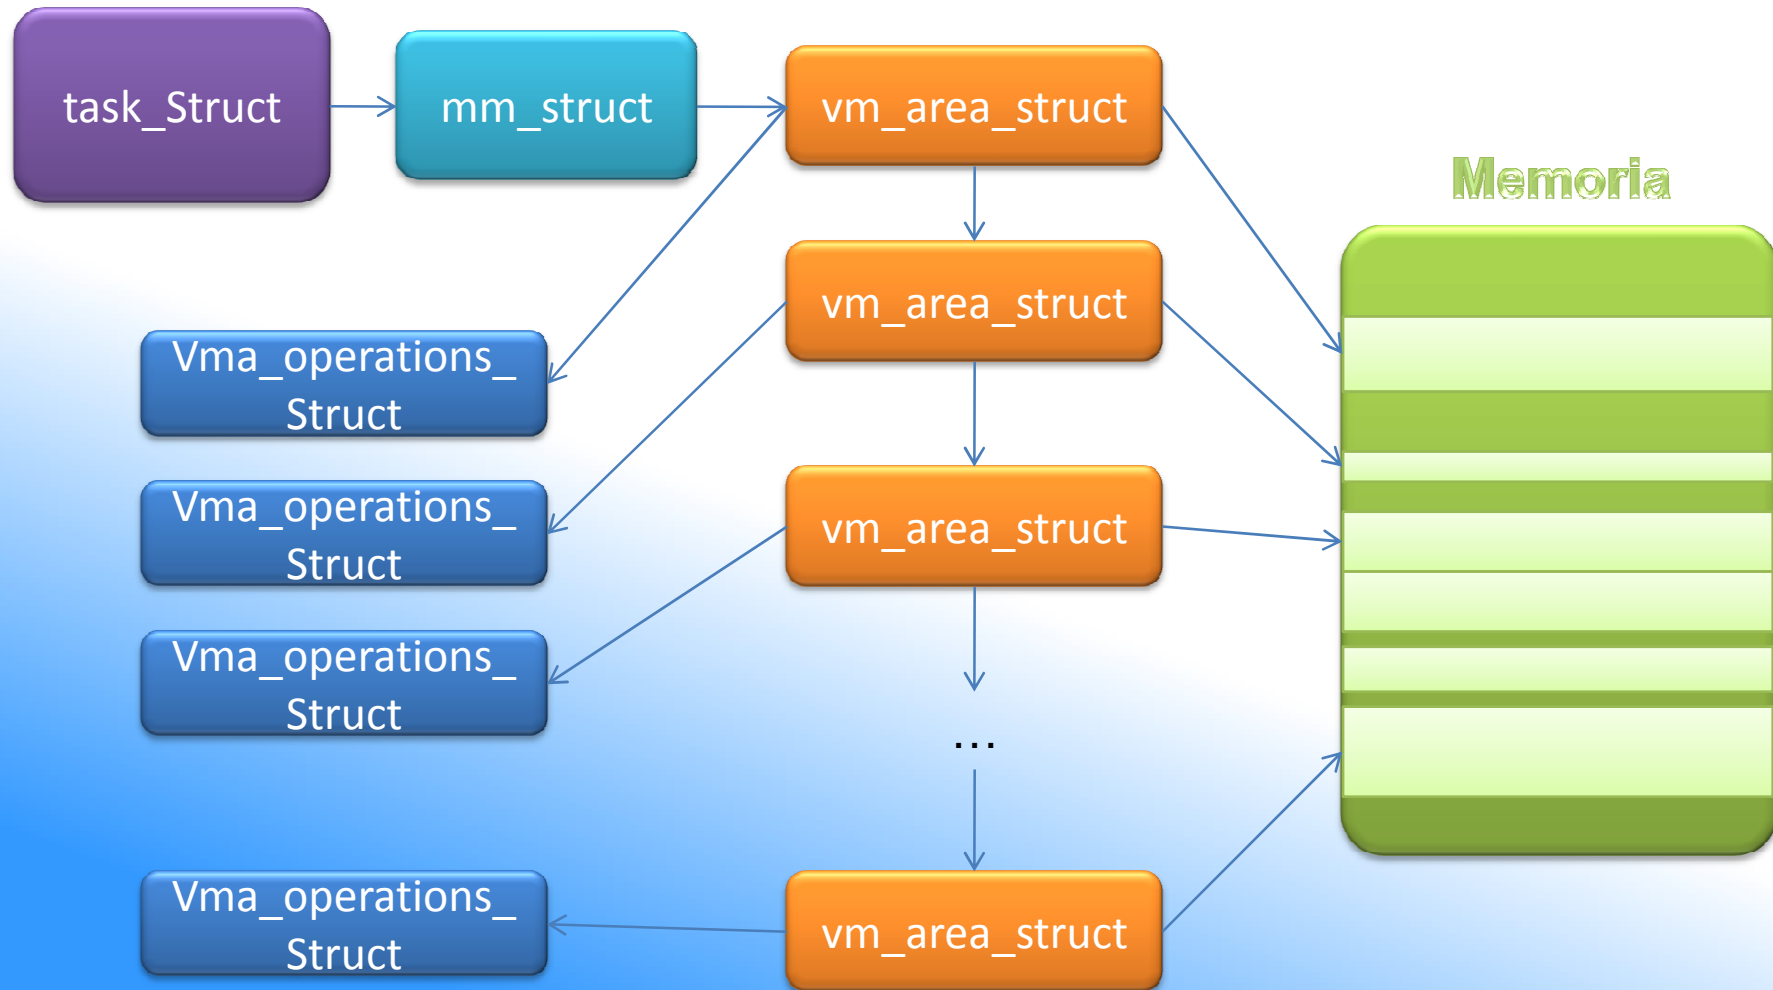 task_Struct
mm_struct
vm_area_struct
Memoria
vm_area_struct
Vma_operations_
Struct
Vma_operations_
Struct
vm_area_struct
Vma_operations_
Struct
...
Vma_operations_
Struct
vm_area_struct